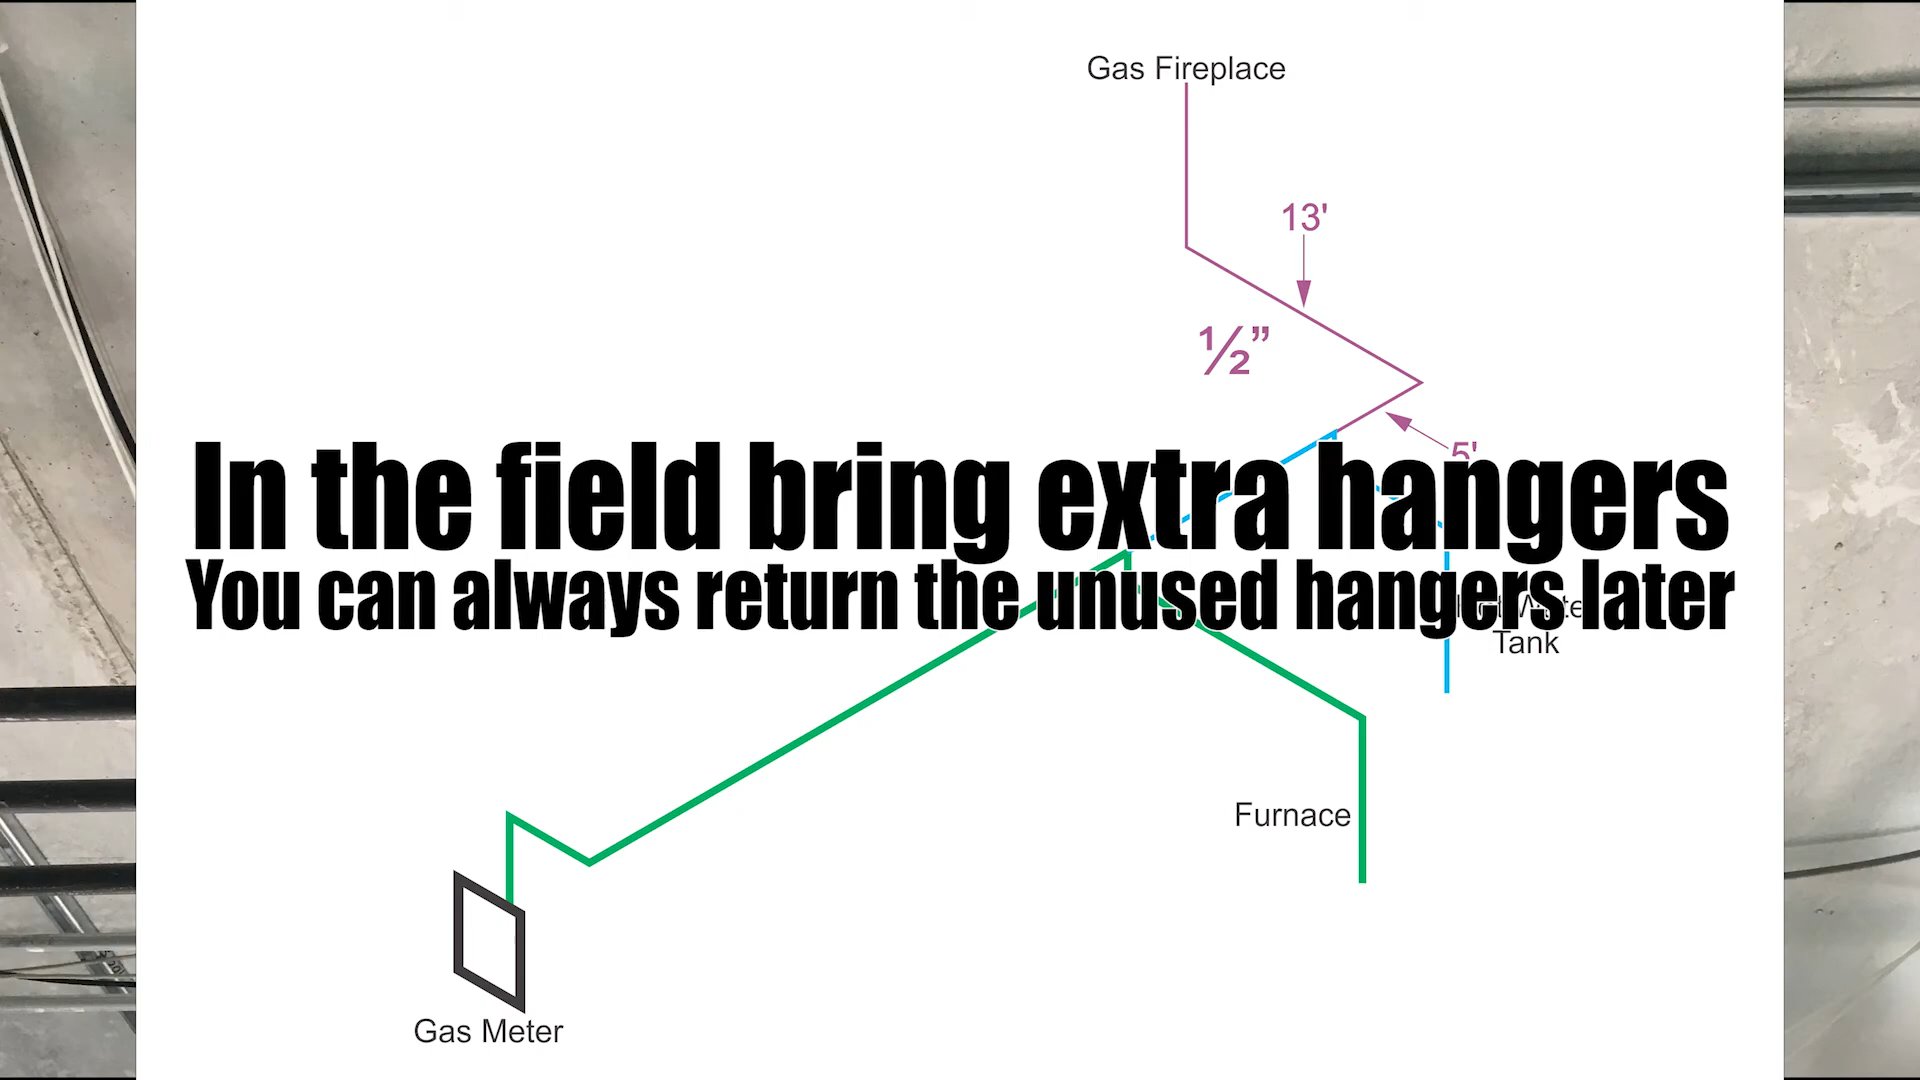 Gas Fireplace
13'
½”
5'
In the field bring extra hangers
You can always return the unused hangers later
Tank
Furnace
Gas Meter